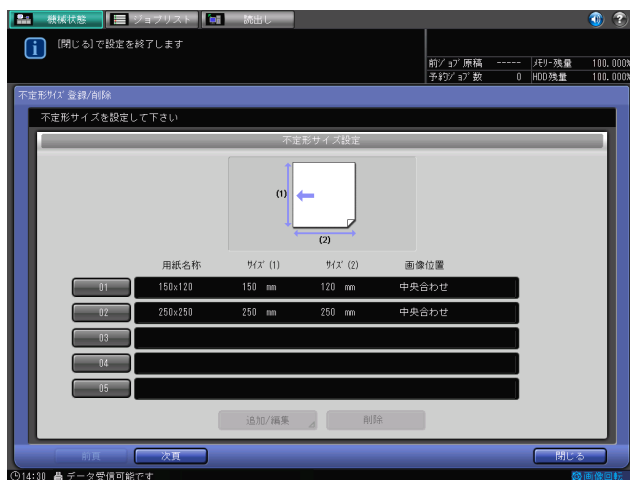 機械状態 ジョブリスト 読出し
[閉じる]で設定を終了します
前ジョブ原稿 ----- メモリー残量 100.000%
予約ジョブ数 0 HDD残量 100.000%
不定形サイズ登録/削除
不定形サイズを設定して下さい
不定形サイズ設定
(1)
(2)
用紙名称 サイズ(1) サイズ(2) 画像位置
01 150x120 150 mm 120 mm 中央合わせ
02 250x250 250 mm 250 mm 中央合わせ
03
04
05
追加/編集 削除
前頁 次頁 閉じる
14:30 データ受信可能です 画像回転